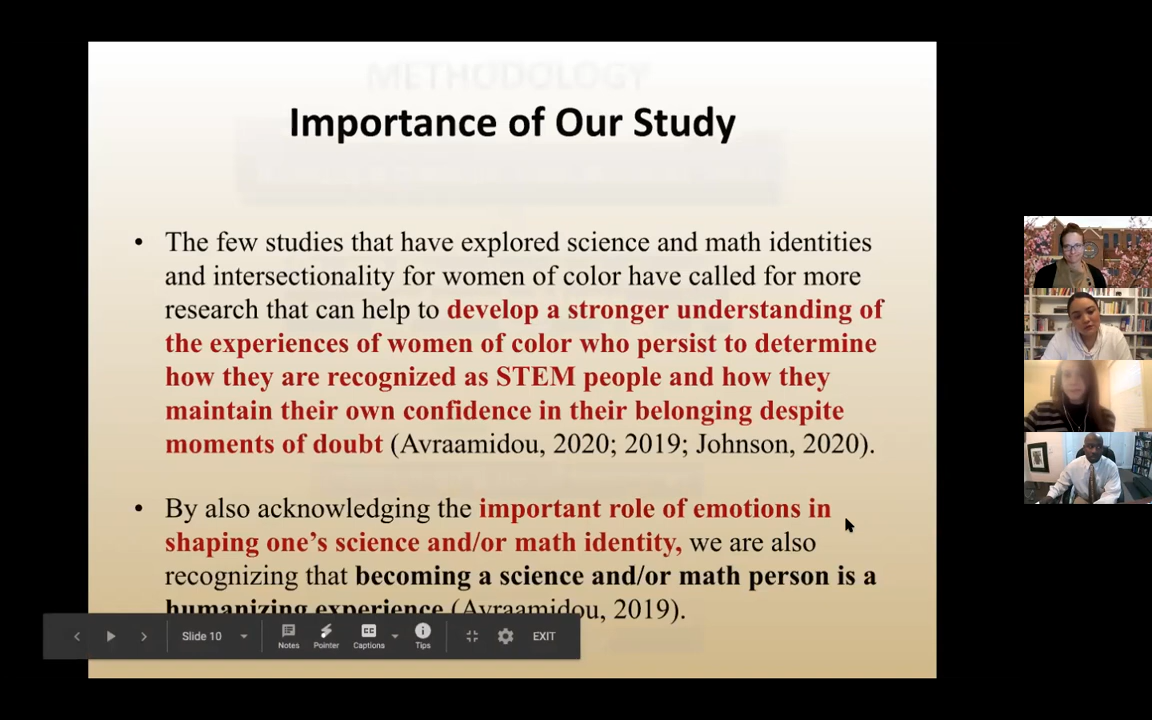 METHODOLOGY
Importance of Our Study
• The few studies that have explored science and math identities
and intersectionality for women of color have called for more
research that can help to develop a stronger understanding of
the experiences of women of color who persist to determine
how they are recognized as STEM people and how they
maintain their own confidence in their belonging despite
moments of doubt (Avraamidou, 2020; 2019; Johnson, 2020).
• By also acknowledging the important role of emotions in
shaping one’s science and/or math identity, we are also
recognizing that becoming a science and/or math person is a
humanizing experience (Avraamidou, 2019).
Slide 10
Notes
Pointer
CC
Captions
Tips
EXIT